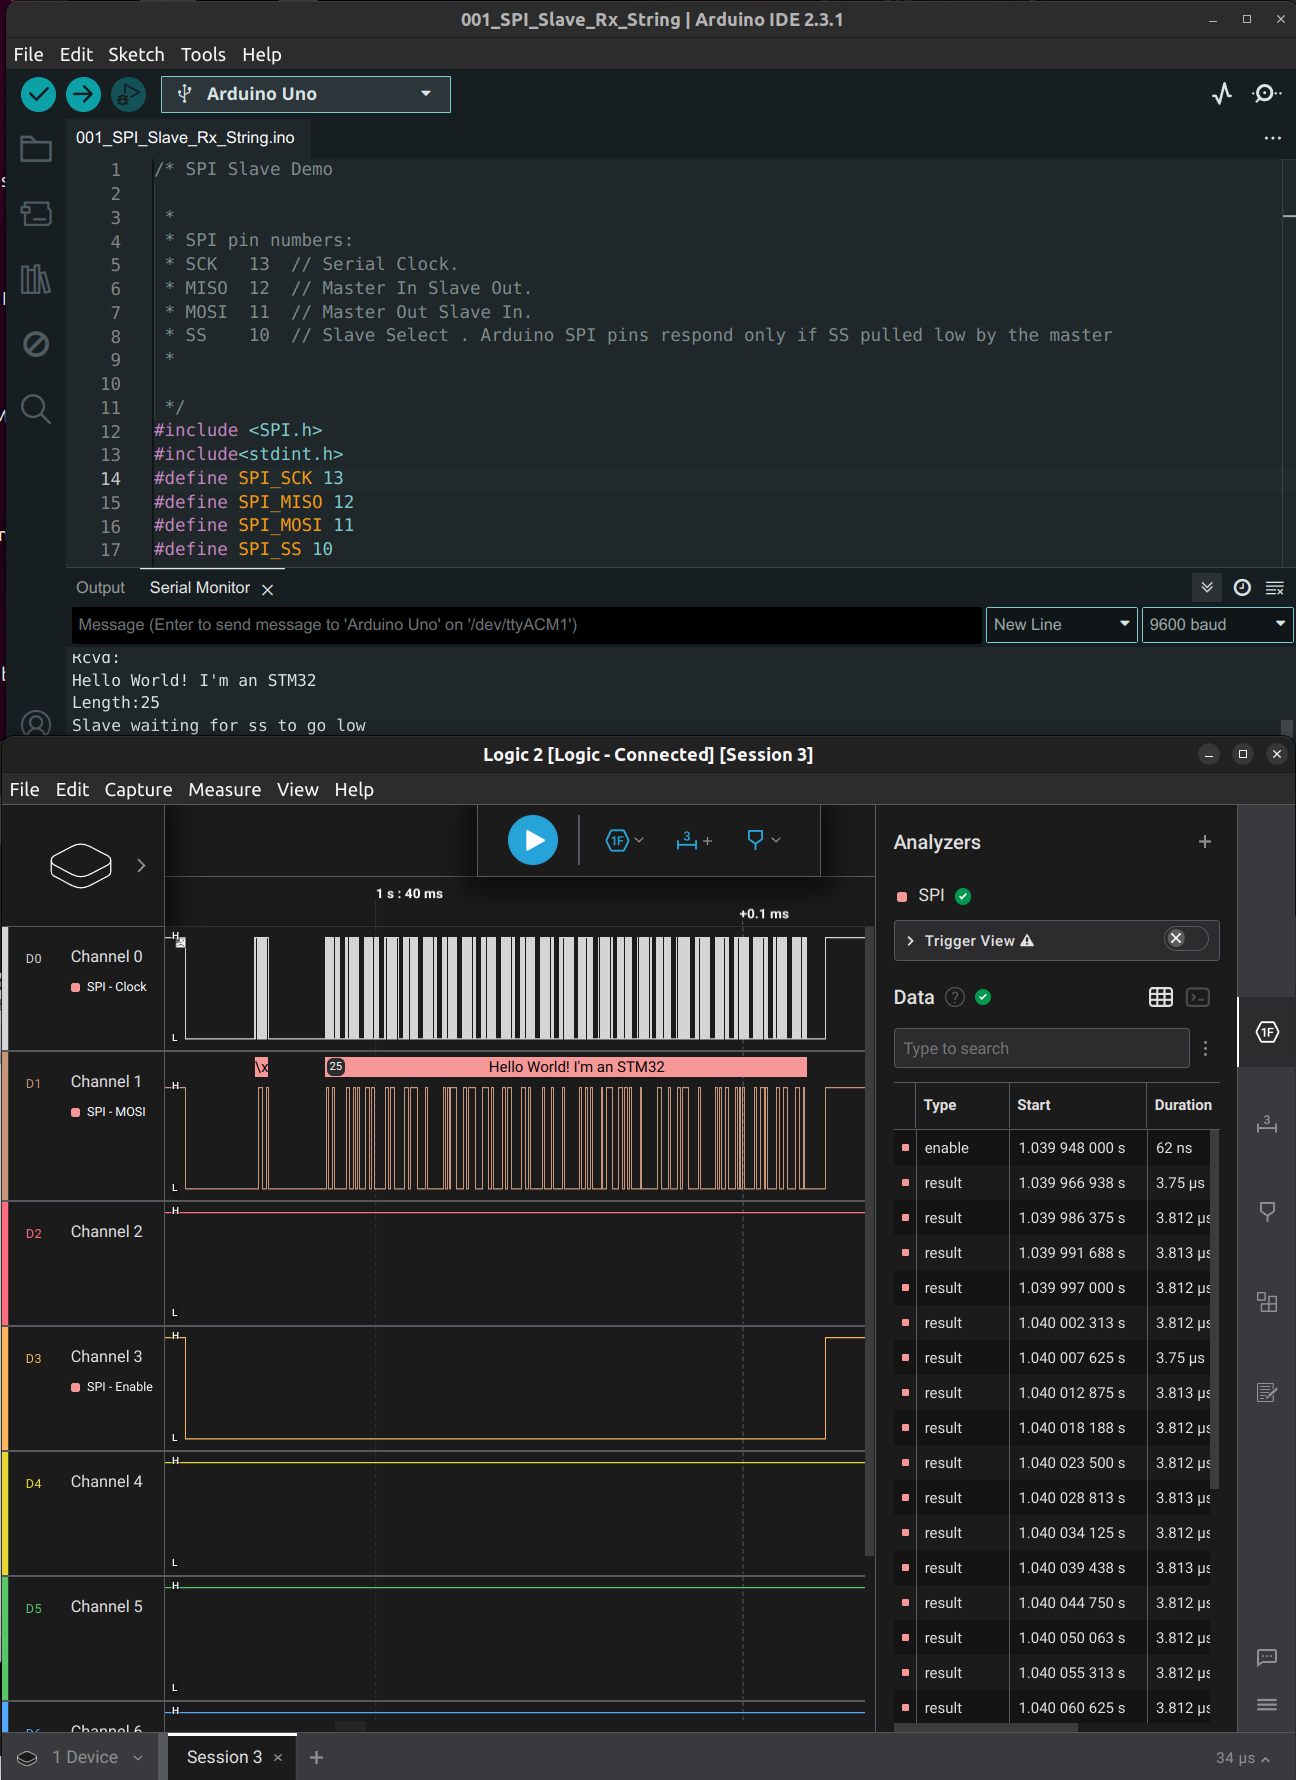 001_SPI_Slave_Rx_String | Arduino IDE 2.3.1
File Edit Sketch Tools Help
Arduino Uno
001_SPI_Slave_Rx_String.ino
1 /* SPI Slave Demo
2
3 *
4 * SPI pin numbers:
5 * SCK 13 // Serial Clock.
6 * MISO 12 // Master In Slave Out.
7 * MOSI 11 // Master Out Slave In.
8 * SS 10 // Slave Select . Arduino SPI pins respond only if SS pulled low by the master
9 *
10
11 */
12 #include <SPI.h>
13 #include<stdint.h>
14 #define SPI_SCK 13
15 #define SPI_MISO 12
16 #define SPI_MOSI 11
17 #define SPI_SS 10
Output Serial Monitor
Message (Enter to send message to 'Arduino Uno' on '/dev/ttyACM1') New Line 9600 baud
Rcvd:
Hello World! I'm an STM32
Length:25
Slave waiting for ss to go low
Logic 2 [Logic - Connected] [Session 3]
File Edit Capture Measure View Help
1F 3 +
1 s : 40 ms
+0.1 ms
D0 Channel 0
SPI - Clock
H
L
D1 Channel 1
SPI - MOSI
\x 25 Hello World! I'm an STM32
H
L
D2 Channel 2
H
L
D3 Channel 3
SPI - Enable
H
L
D4 Channel 4
H
L
D5 Channel 5
H
L
D6 Channel 6
H
Analyzers
SPI
Trigger View
Data
Type to search
Type Start Duration
enable 1.039 948 000 s 62 ns
result 1.039 966 938 s 3.75 µs
result 1.039 986 375 s 3.812 µs
result 1.039 991 688 s 3.813 µs
result 1.039 997 000 s 3.812 µs
result 1.040 002 313 s 3.812 µs
result 1.040 007 625 s 3.75 µs
result 1.040 012 875 s 3.813 µs
result 1.040 018 188 s 3.812 µs
result 1.040 023 500 s 3.812 µs
result 1.040 028 813 s 3.813 µs
result 1.040 034 125 s 3.812 µs
result 1.040 039 438 s 3.813 µs
result 1.040 044 750 s 3.812 µs
result 1.040 050 063 s 3.812 µs
result 1.040 055 313 s 3.812 µs
result 1.040 060 625 s 3.812 µs
1F
3
1 Device Session 3 34 µs